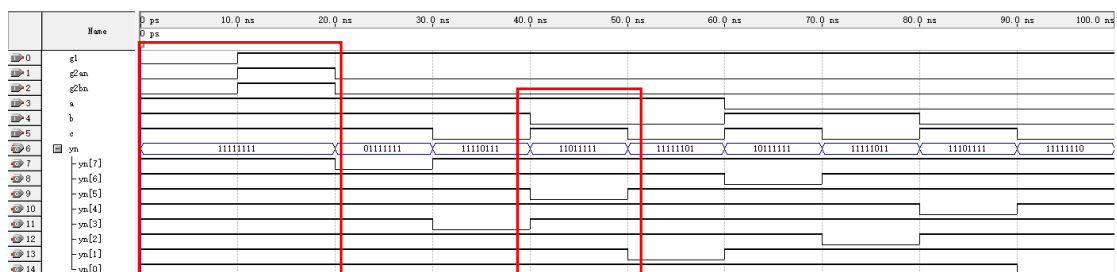 Name 0 ps 10.0 ns 20.0 ns 30.0 ns 40.0 ns 50.0 ns 60.0 ns 70.0 ns 80.0 ns 90.0 ns 100.0 ns
0 ps
0 g1
1 g2an
2 g2bn
3 a
4 b
5 c
6 yn 11111111 01111111 11110111 11011111 11111101 10111111 11111011 11101111 11111110
7 yn[7]
8 yn[6]
9 yn[5]
10 yn[4]
11 yn[3]
12 yn[2]
13 yn[1]
14 yn[0]